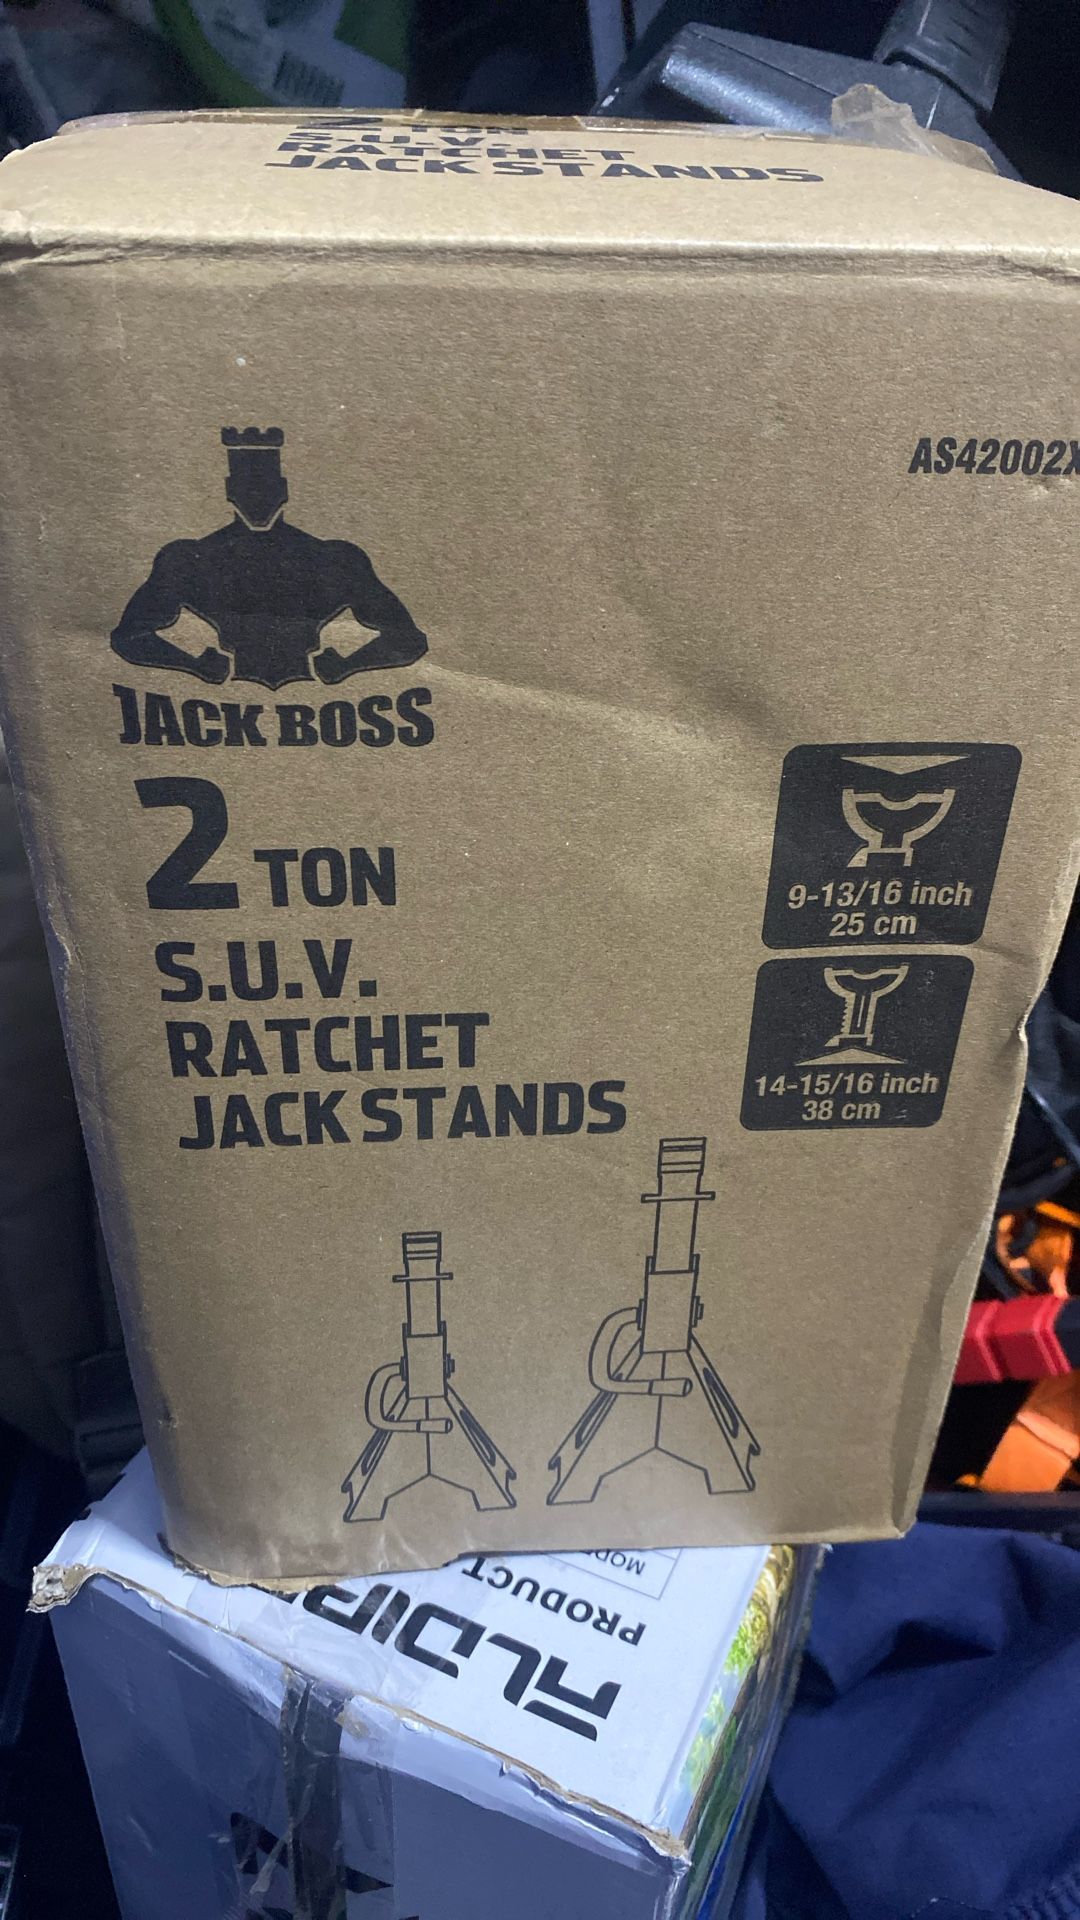 2 TON
S.U.V.
RATCHET
JACK STANDS
AS42002X
JACK BOSS
2 TON
S.U.V.
RATCHET
JACK STANDS
9-13/16 inch
25 cm
14-15/16 inch
38 cm
PRODUCT